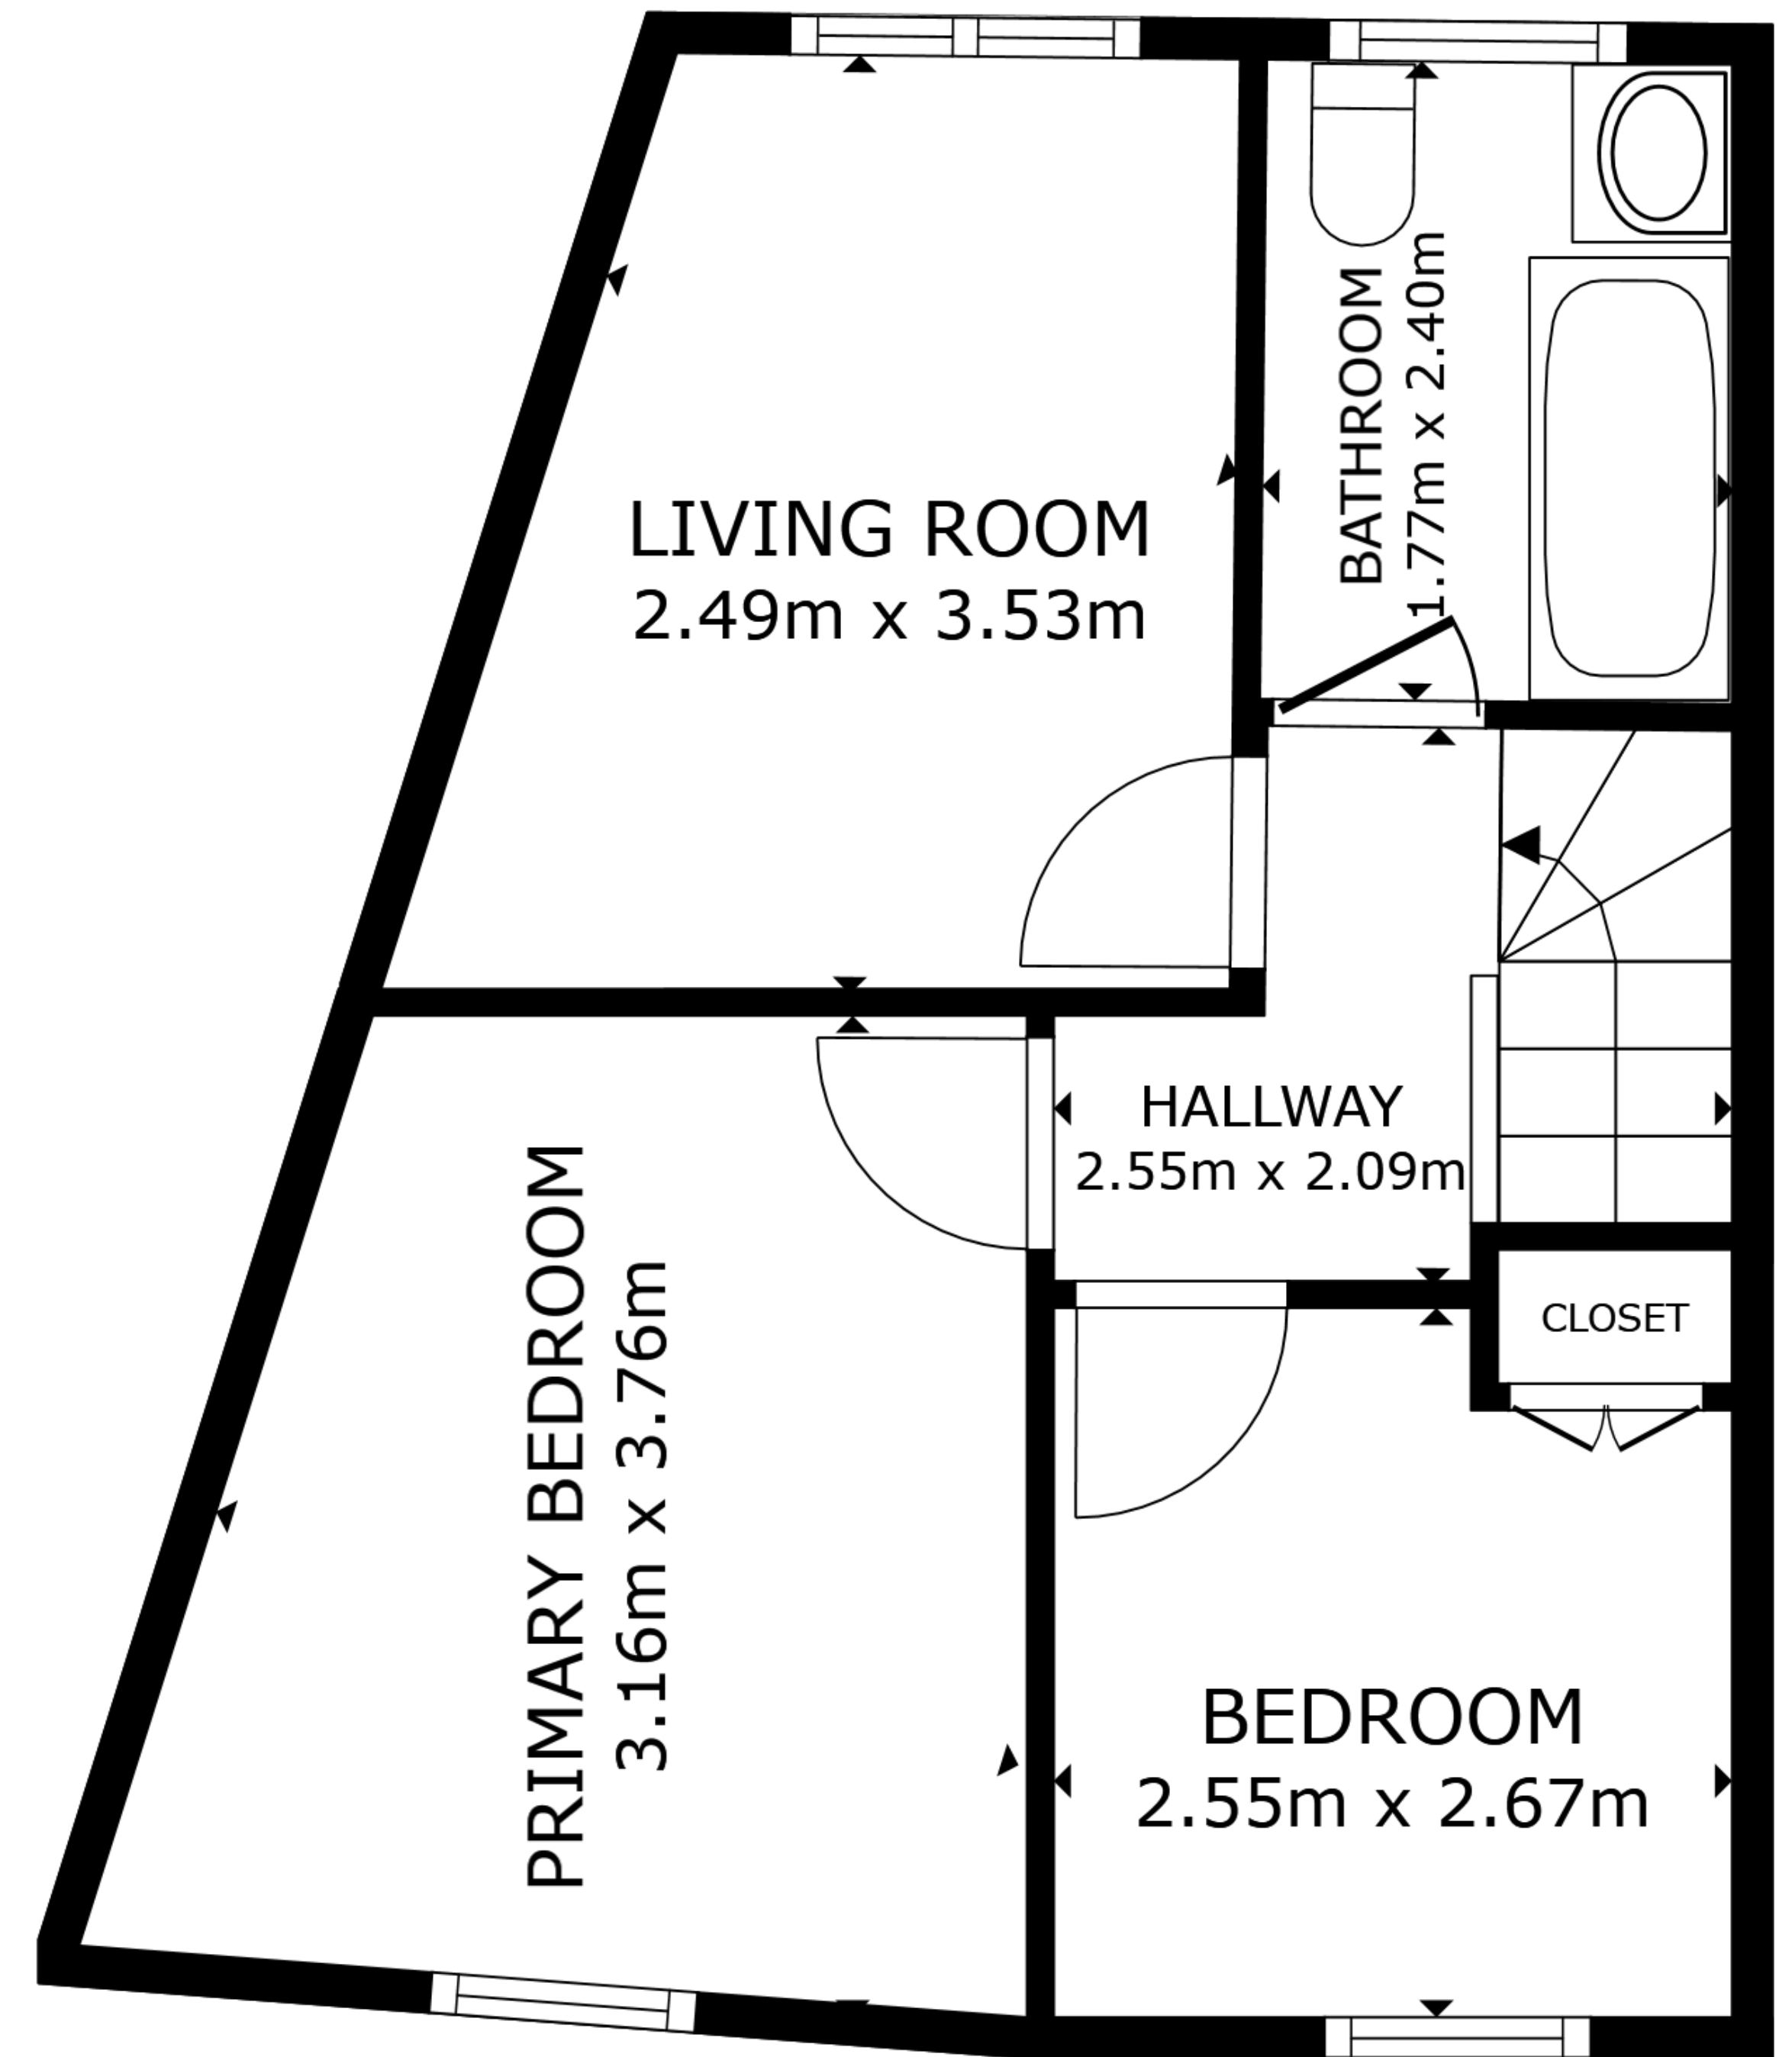 LIVING ROOM
2.49m x 3.53m
BATHROOM
1.77m x 2.40m
HALLWAY
2.55m x 2.09m
CLOSET
PRIMARY BEDROOM
3.16m x 3.76m
BEDROOM
2.55m x 2.67m